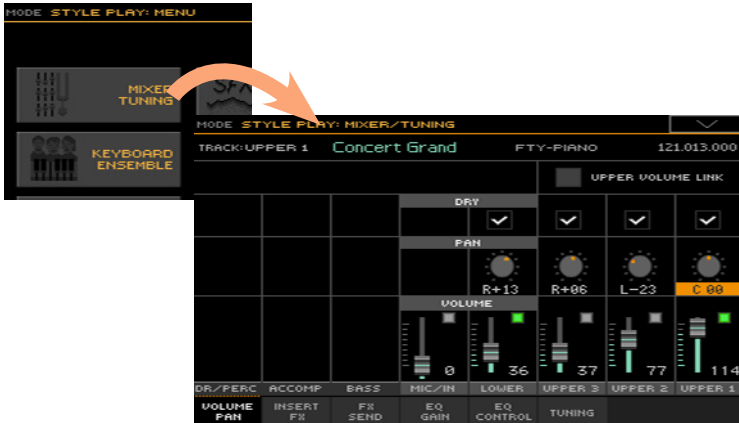 MODE STYLE PLAY: MENU
MIXER
TUNING
SFX
KEYBOARD
ENSEMBLE
MODE STYLE PLAY: MIXER/TUNING
TRACK:UPPER 1 Concert Grand FTY-PIANO 121.013.000
UPPER VOLUME LINK
DRY
PAN
R+13 R+06 L-23 C 00
VOLUME
0 36 37 77 114
DR/PERC ACCOMP BASS MIC/IN LOWER UPPER 3 UPPER 2 UPPER 1
VOLUME PAN INSERT FX FX SEND EQ GAIN EQ CONTROL TUNING